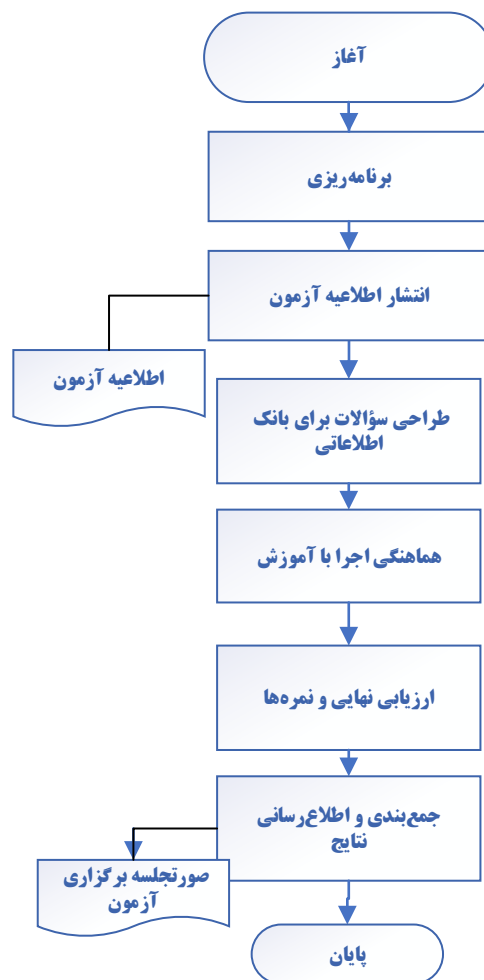 آغاز
برنامه‌ریزی
انتشار اطلاعیه آزمون
اطلاعیه آزمون
طراحی سؤالات برای بانک
اطلاعاتی
هماهنگی اجرا با آموزش
ارزیابی نهایی و نمره‌ها
جمع‌بندی و اطلاع‌رسانی
نتایج
صورتجلسه برگزاری
آزمون
پایان